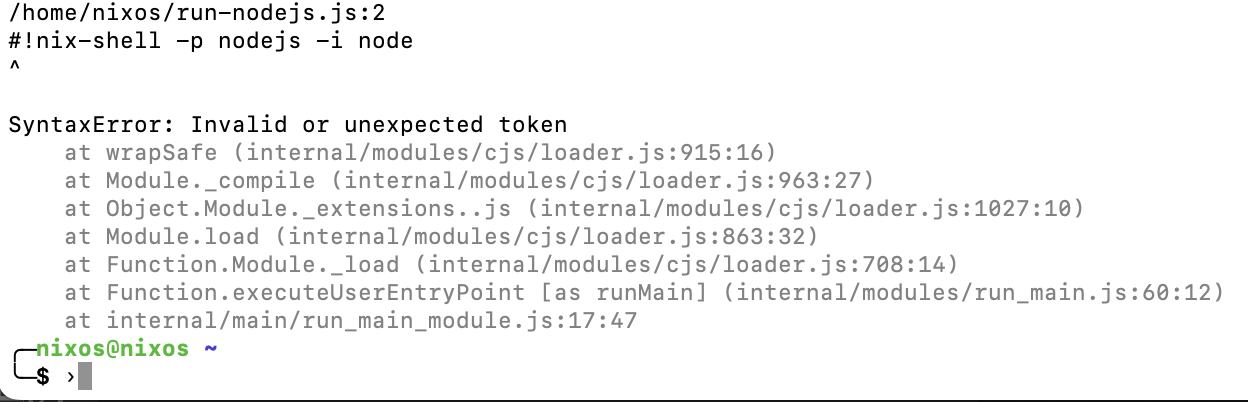 /home/nixos/run-nodejs.js:2
#!nix-shell -p nodejs -i node
^
SyntaxError: Invalid or unexpected token
    at wrapSafe (internal/modules/cjs/loader.js:915:16)
    at Module._compile (internal/modules/cjs/loader.js:963:27)
    at Object.Module._extensions..js (internal/modules/cjs/loader.js:1027:10)
    at Module.load (internal/modules/cjs/loader.js:863:32)
    at Function.Module._load (internal/modules/cjs/loader.js:708:14)
    at Function.executeUserEntryPoint [as runMain] (internal/modules/run_main.js:60:12)
    at internal/main/run_main_module.js:17:47
╭─nixos@nixos ~
╰─$ ›